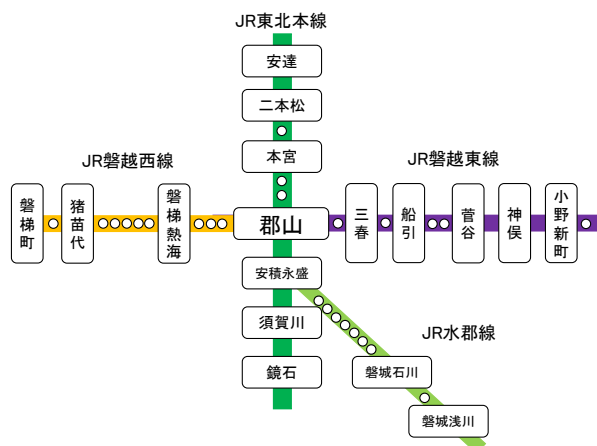 JR東北本線
安達
二本松
本宮
JR磐越西線
JR磐越東線
磐梯町
猪苗代
磐梯熱海
郡山
三春
船引
菅谷
神俣
小野新町
安積永盛
須賀川
JR水郡線
鏡石
磐城石川
磐城浅川